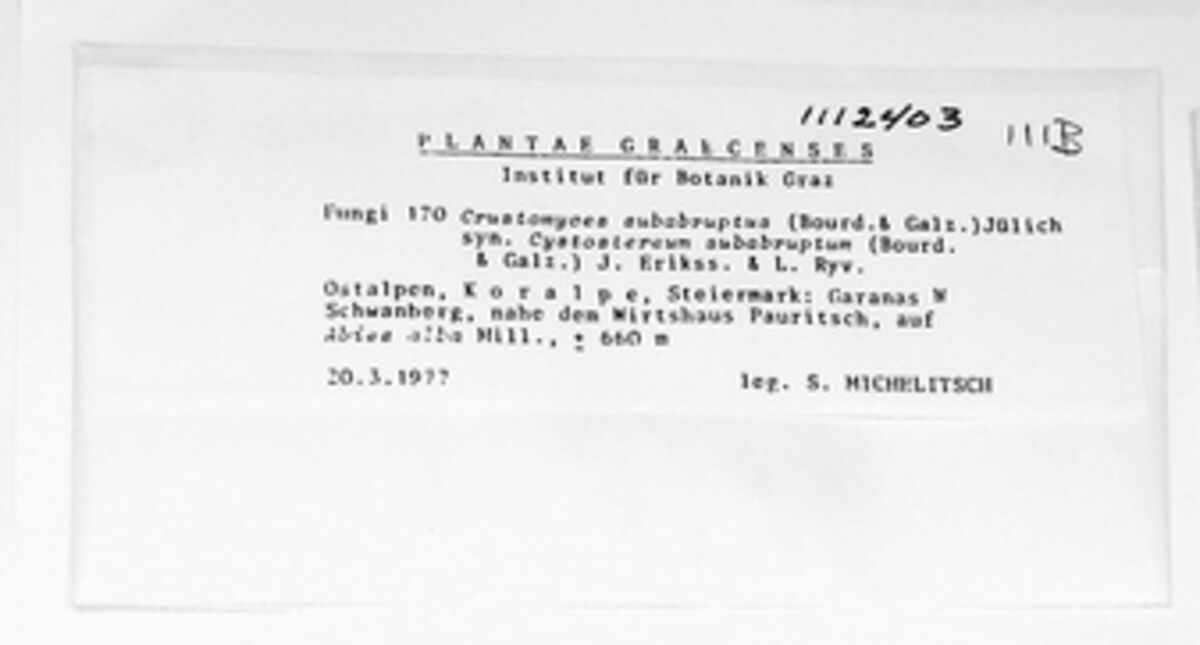 1112403 IIIB
PLANTAE GRAECENSES
Institut für Botanik Graz
Fungi 170 Crustomyces subabruptus (Bourd.& Galz.)Jülich
syn. Cystostereum subabruptum (Bourd.
& Galz.) J. Erikss. & L. Ryv.
Ostalpen, K o r a l p e, Steiermark: Garanas W
Schwanberg, nahe dem Wirtshaus Pauritsch, auf
Abies alba Mill., ± 660 m
20.3.1977 leg. S. MICHELITSCH